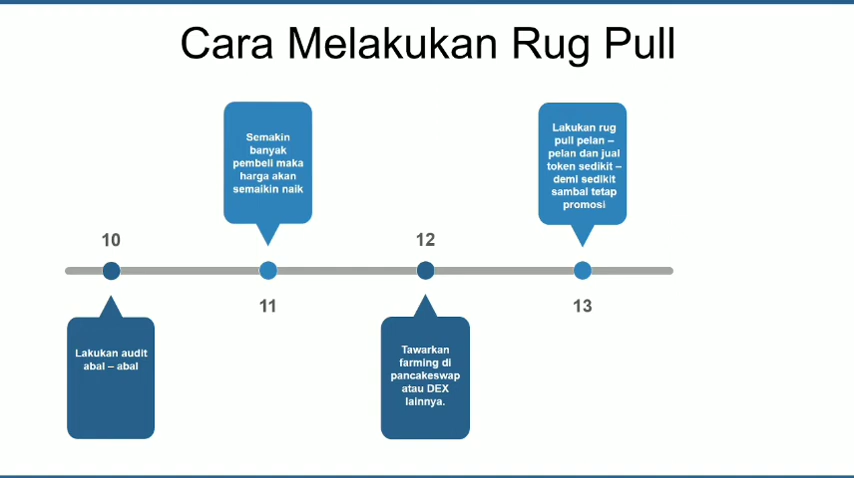 Cara Melakukan Rug Pull
Semakin
banyak
pembeli maka
harga akan
semaikin naik
Lakukan rug
pull pelan –
pelan dan jual
token sedikit –
demi sedikit
sambal tetap
promosi
10
12
11
13
Lakukan audit
abal – abal
Tawarkan
farming di
pancakeswap
atau DEX
lainnya.